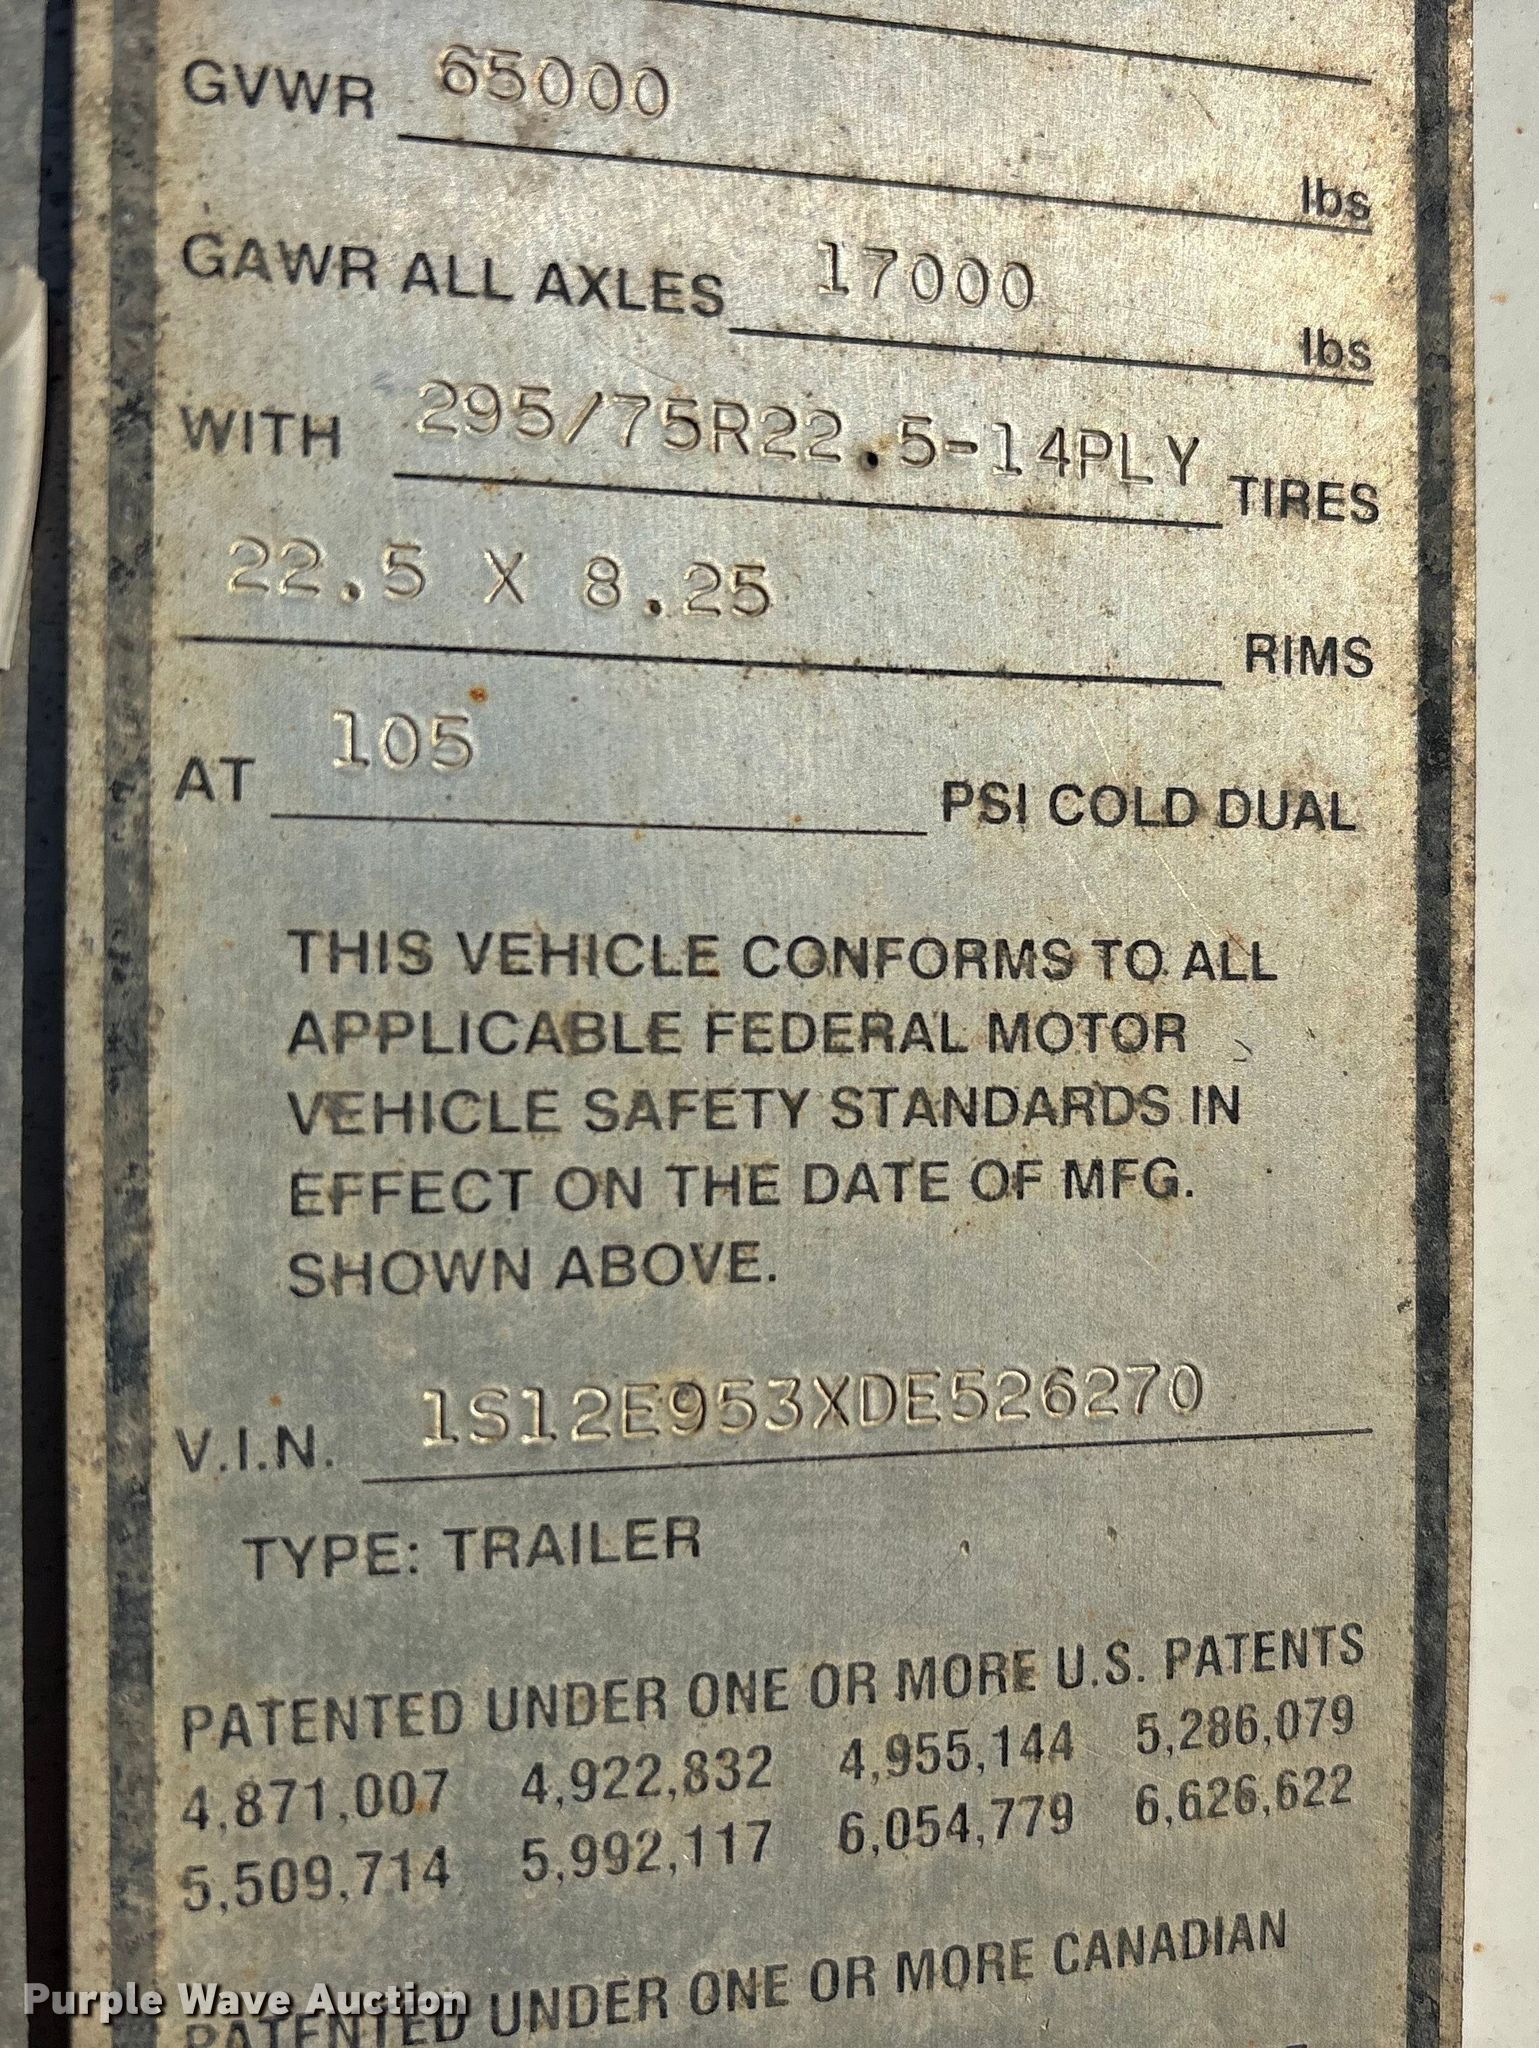 GVWR 65000 lbs
GAWR ALL AXLES 17000 lbs
WITH 295/75R22.5-14PLY TIRES
22.5 X 8.25 RIMS
AT 105 PSI COLD DUAL
THIS VEHICLE CONFORMS TO ALL
APPLICABLE FEDERAL MOTOR
VEHICLE SAFETY STANDARDS IN
EFFECT ON THE DATE OF MFG.
SHOWN ABOVE.
V.I.N. 1S12E953XDE526270
TYPE: TRAILER
PATENTED UNDER ONE OR MORE U.S. PATENTS
4,871,007 4,922,832 4,955,144 5,286,079
5,509,714 5,992,117 6,054,779 6,626,622
PATENTED UNDER ONE OR MORE CANADIAN
Purple Wave Auction